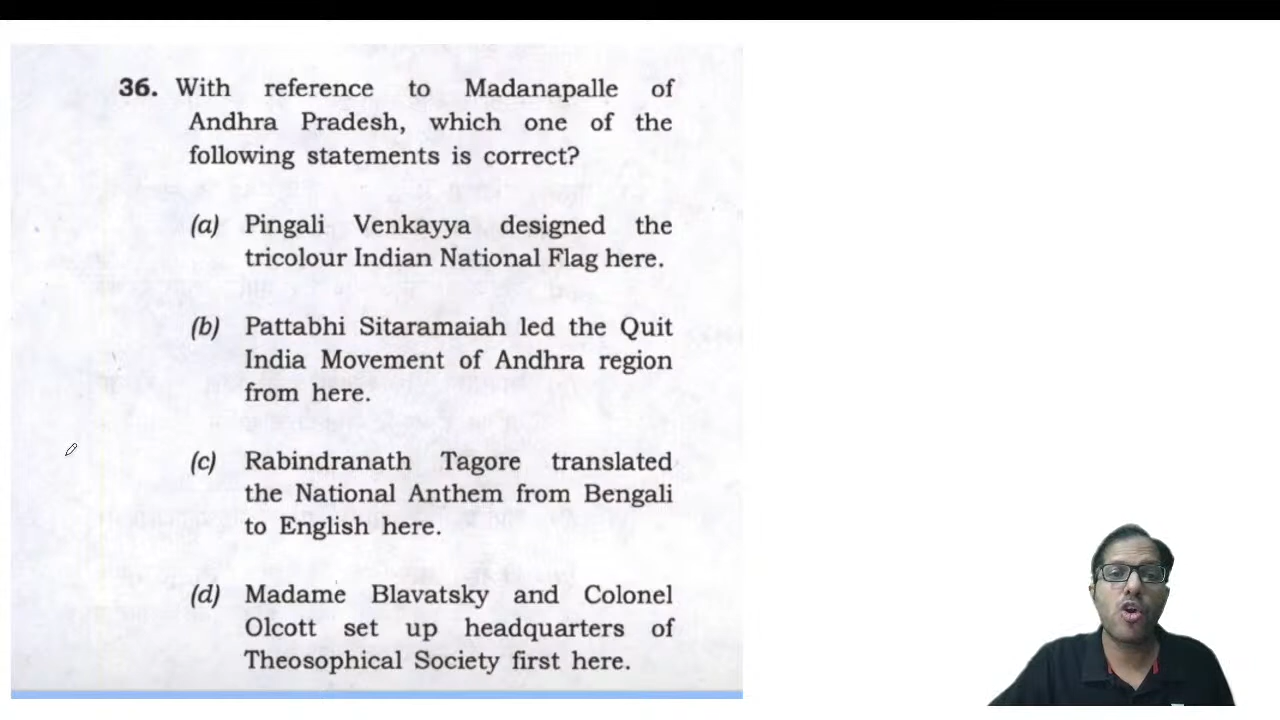 36. With reference to Madanapalle of
Andhra Pradesh, which one of the
following statements is correct?
(a) Pingali Venkayya designed the
tricolour Indian National Flag here.
(b) Pattabhi Sitaramaiah led the Quit
India Movement of Andhra region
from here.
(c) Rabindranath Tagore translated
the National Anthem from Bengali
to English here.
(d) Madame Blavatsky and Colonel
Olcott set up headquarters of
Theosophical Society first here.